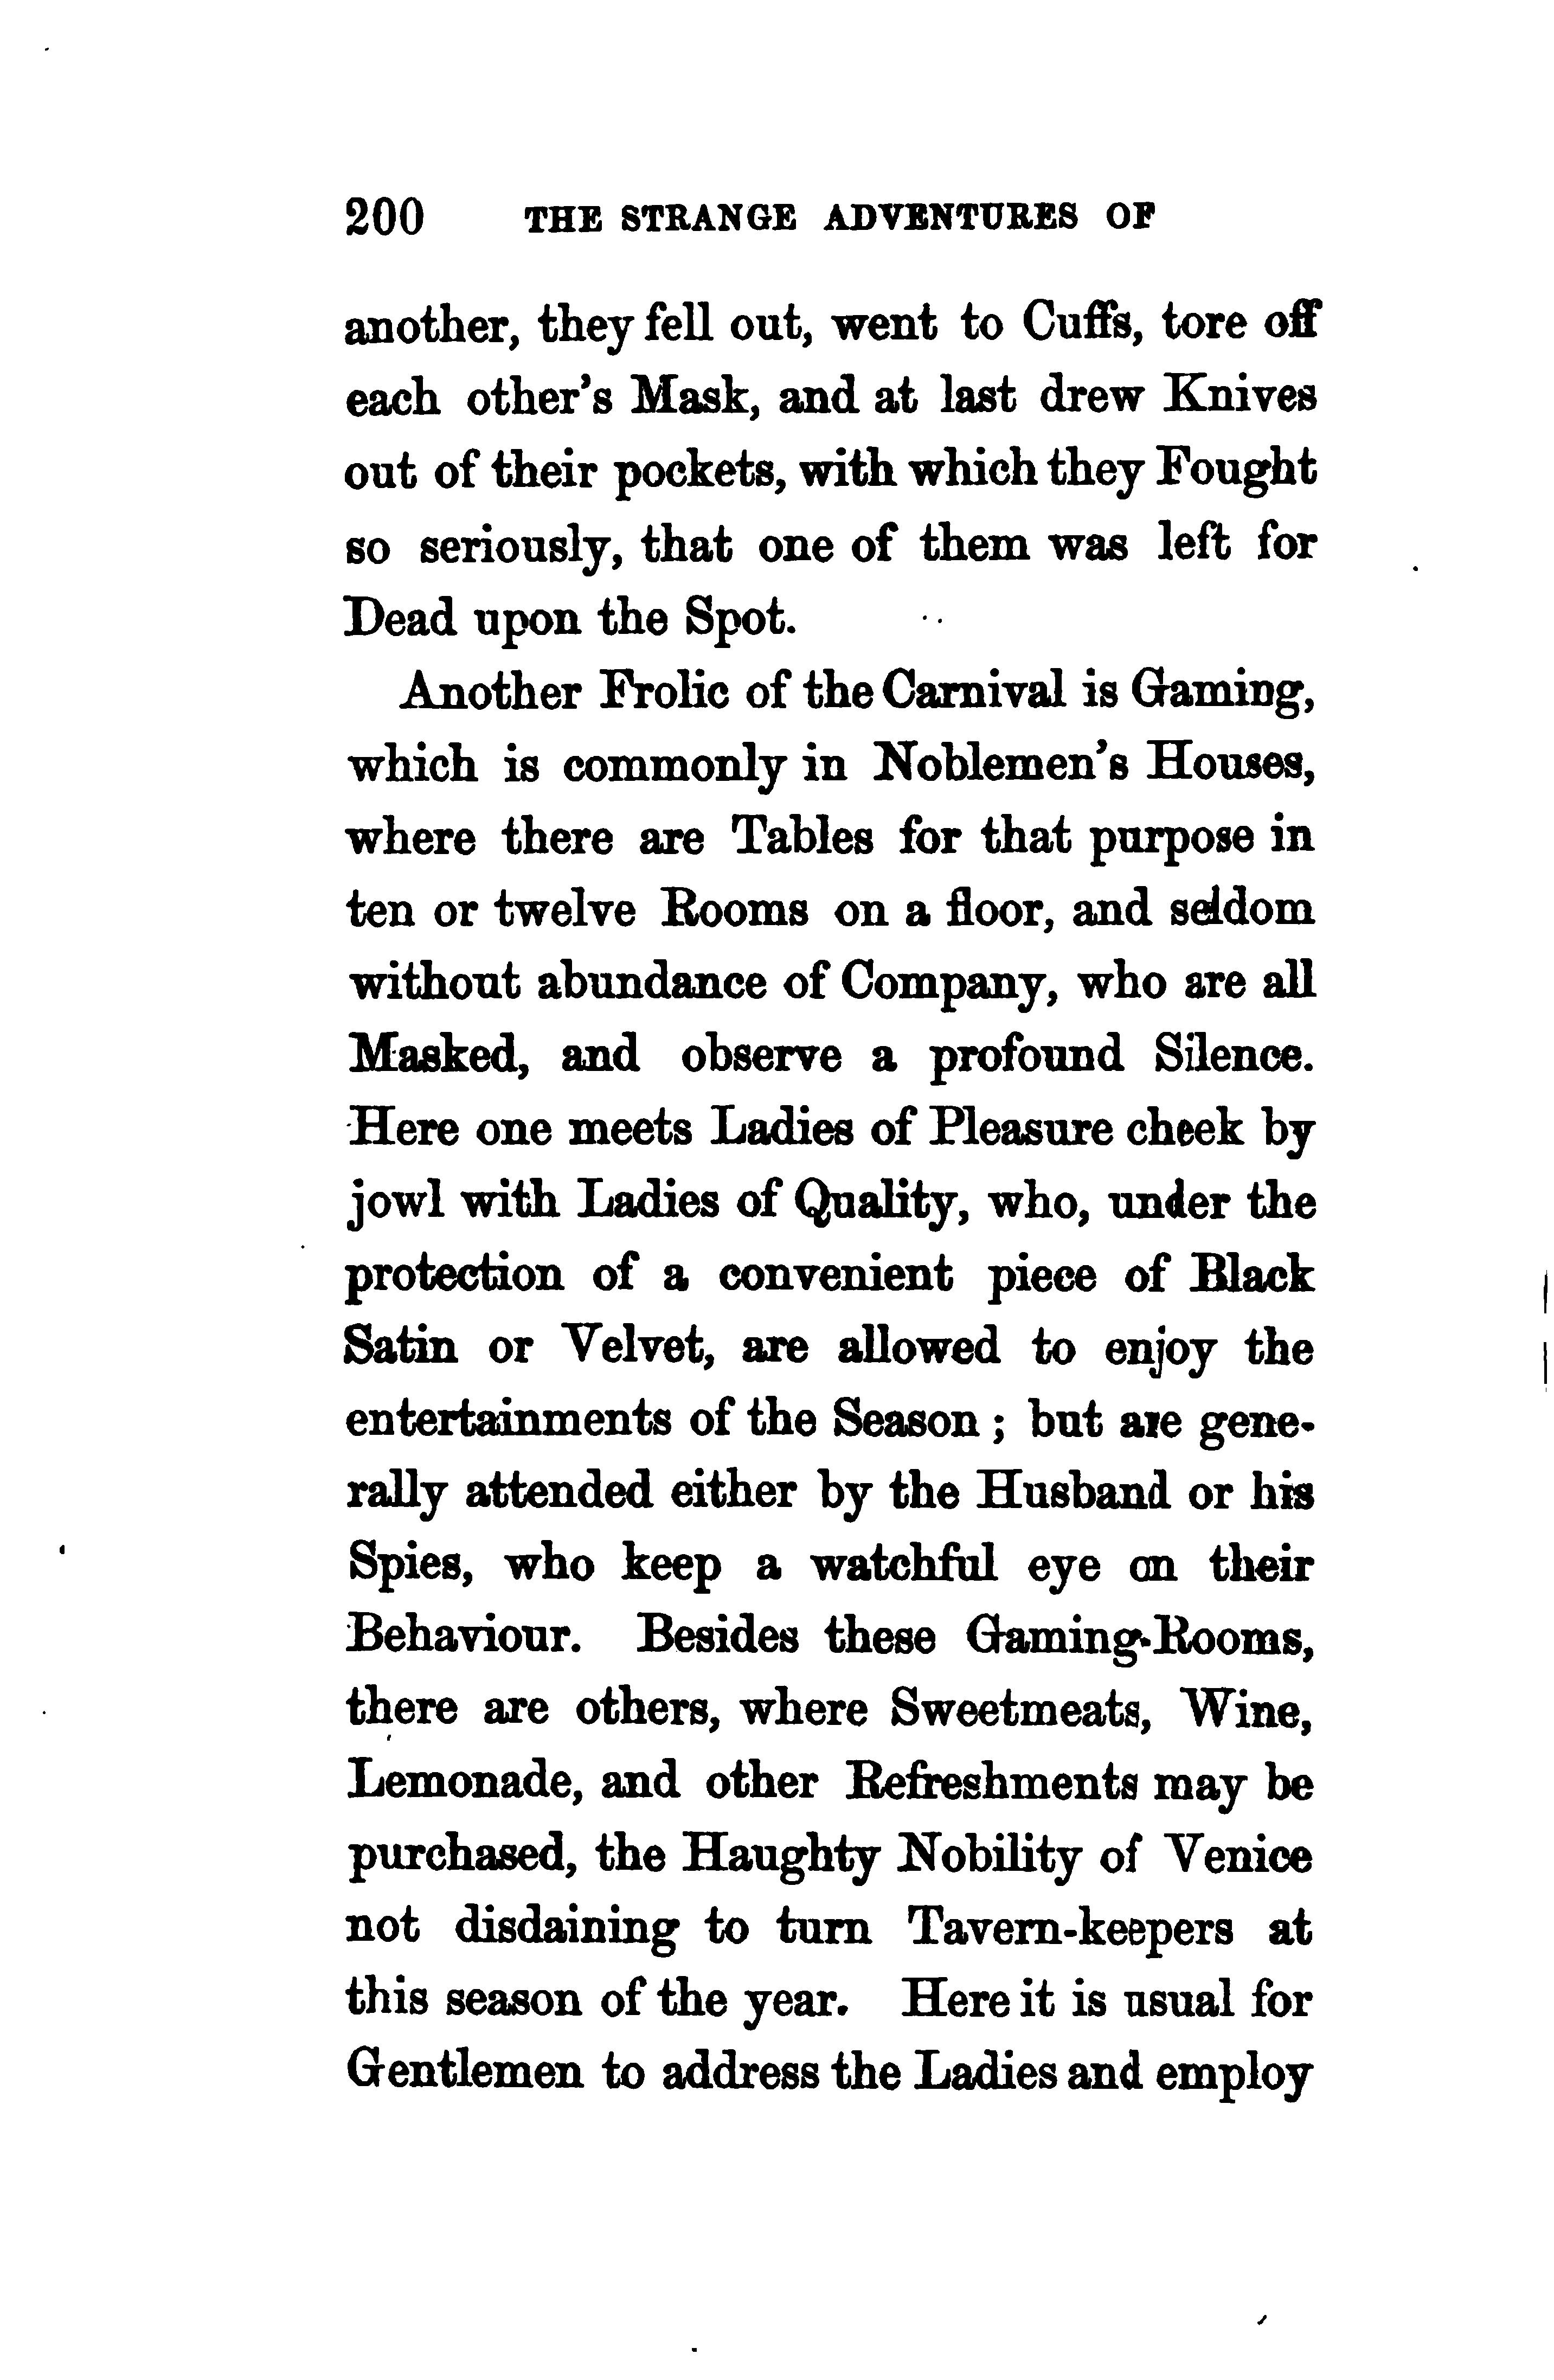 200 THE STRANGE ADVENTURES OF
another, they fell out, went to Cuffs, tore off
each other's Mask, and at last drew Knives
out of their pockets, with which they Fought
so seriously, that one of them was left for
Dead upon the Spot.
Another Frolic of the Carnival is Gaming,
which is commonly in Noblemen's Houses,
where there are Tables for that purpose in
ten or twelve Rooms on a floor, and seldom
without abundance of Company, who are all
Masked, and observe a profound Silence.
Here one meets Ladies of Pleasure cheek by
jowl with Ladies of Quality, who, under the
protection of a convenient piece of Black
Satin or Velvet, are allowed to enjoy the
entertainments of the Season ; but are gene-
rally attended either by the Husband or his
Spies, who keep a watchful eye on their
Behaviour. Besides these Gaming-Rooms,
there are others, where Sweetmeats, Wine,
Lemonade, and other Refreshments may be
purchased, the Haughty Nobility of Venice
not disdaining to turn Tavern-keepers at
this season of the year. Here it is usual for
Gentlemen to address the Ladies and employ